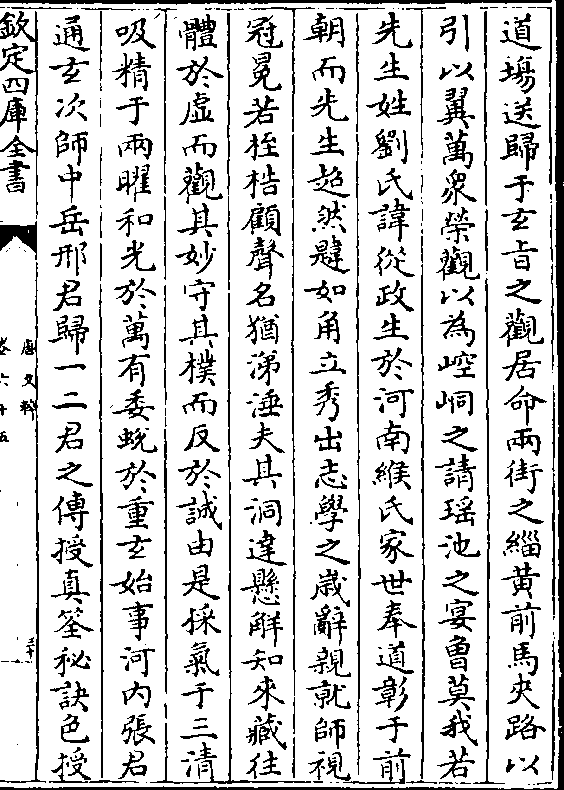 道場送歸于玄㫖之觀居命兩街之緇黄前馬夾路以
引以翼萬衆榮觀以為崆峒之請瑶池之宴曽莫我若
先生姓劉氏諱從政生於河南緱氏家世奉道彰于前
朝而先生超然韙如角立秀出志學之歲辭親就師視
冠冕若桎梏顧聲名猶涕涶夫其洞達懸解知來藏往
體於虛而觀其妙守其樸而反於誠由是採氣于三清
吸精于兩曜和光於萬有委蛻於重玄始事河内張君
通玄次師中岳邢君歸一二君之傳授真筌秘訣色授
欽定四庫全書
唐文粹
卷六十五